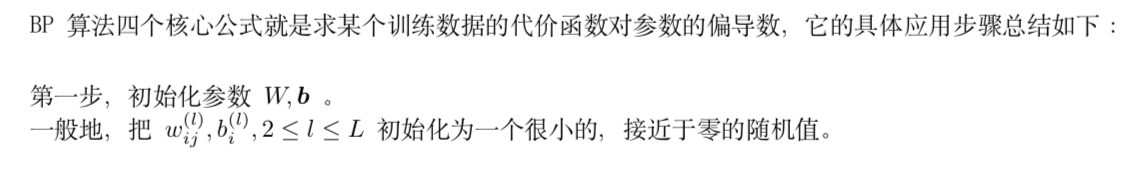 BP 算法四个核心公式就是求某个训练数据的代价函数对参数的偏导数，它的具体应用步骤总结如下：
第一步，初始化参数 W, b 。
一般地，把 w_{ij}^{(l)}, b_i^{(l)}, 2 ≤ l ≤ L 初始化为一个很小的，接近于零的随机值。